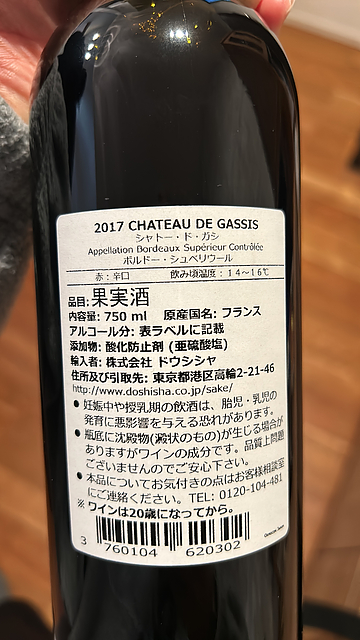 2017 CHATEAU DE GASSIS
シャトー・ド・ガシ
Appellation Bordeaux Supérieur Contrôlée
ボルドー・シュペリウール
赤：辛口 飲み頃温度：14～16℃
品目:果実酒
内容量: 750 ml 原産国名: フランス
アルコール分: 表ラベルに記載
添加物: 酸化防止剤 (亜硫酸塩)
輸入者: 株式会社 ドウシシャ
住所及び引取先: 東京都港区高輪2-21-46
http://www.doshisha.co.jp/sake/
● 妊娠中や授乳期の飲酒は、胎児・乳児の
発育に悪影響を与える恐れがあります。
● 瓶底に沈殿物(澱状のもの)が生じる場合が
ありますがワインの成分です。品質上問題
ございませんのでご安心下さい。
● 本品についてお気付きの点はお客様相談室
にご連絡ください。TEL: 0120-104-481
※ ワインは20歳になってから。
3 760104 620302